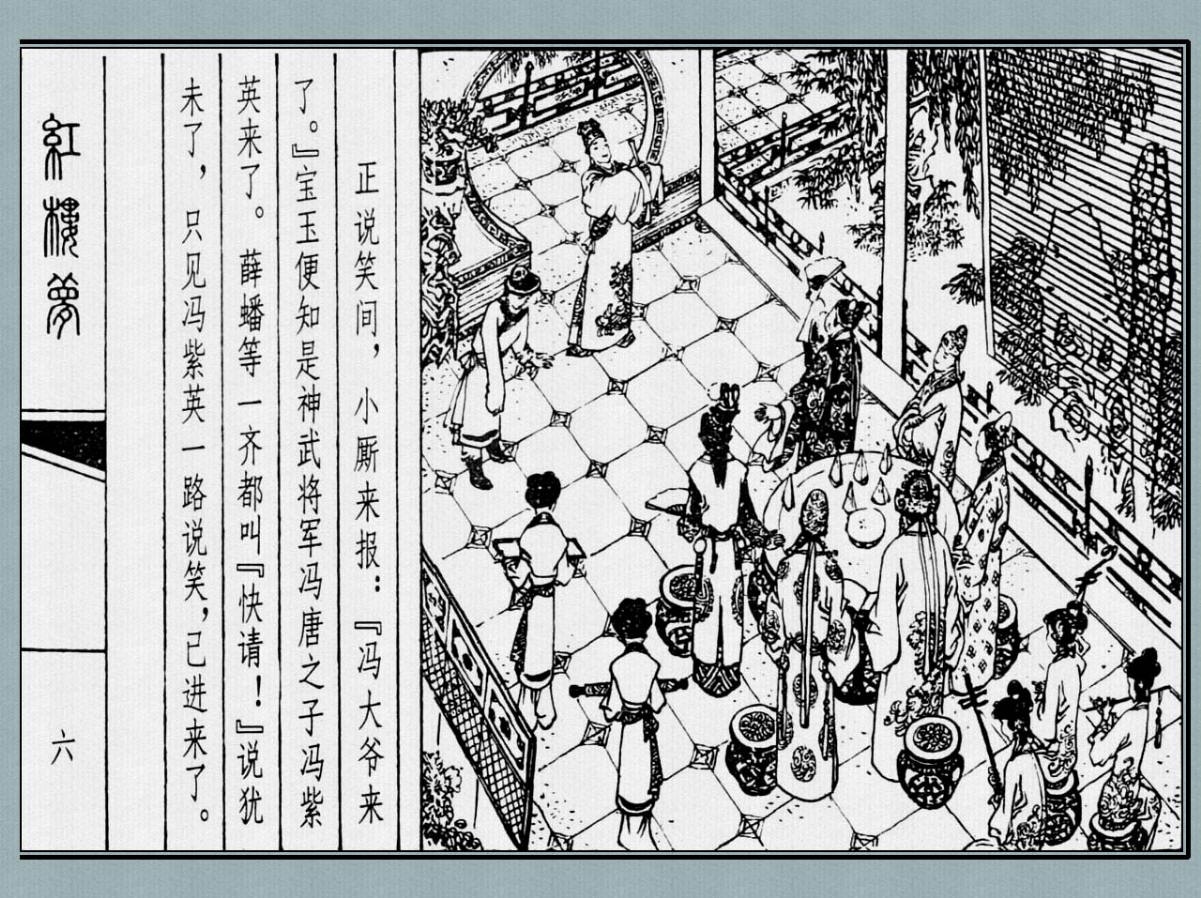 正说笑间，小厮来报：『冯大爷来
了。』宝玉便知是神武将军冯唐之子冯紫
英来了。薛蟠等一齐都叫『快请！』说犹
未了，只见冯紫英一路说笑，已进来了。
紅樓夢
六